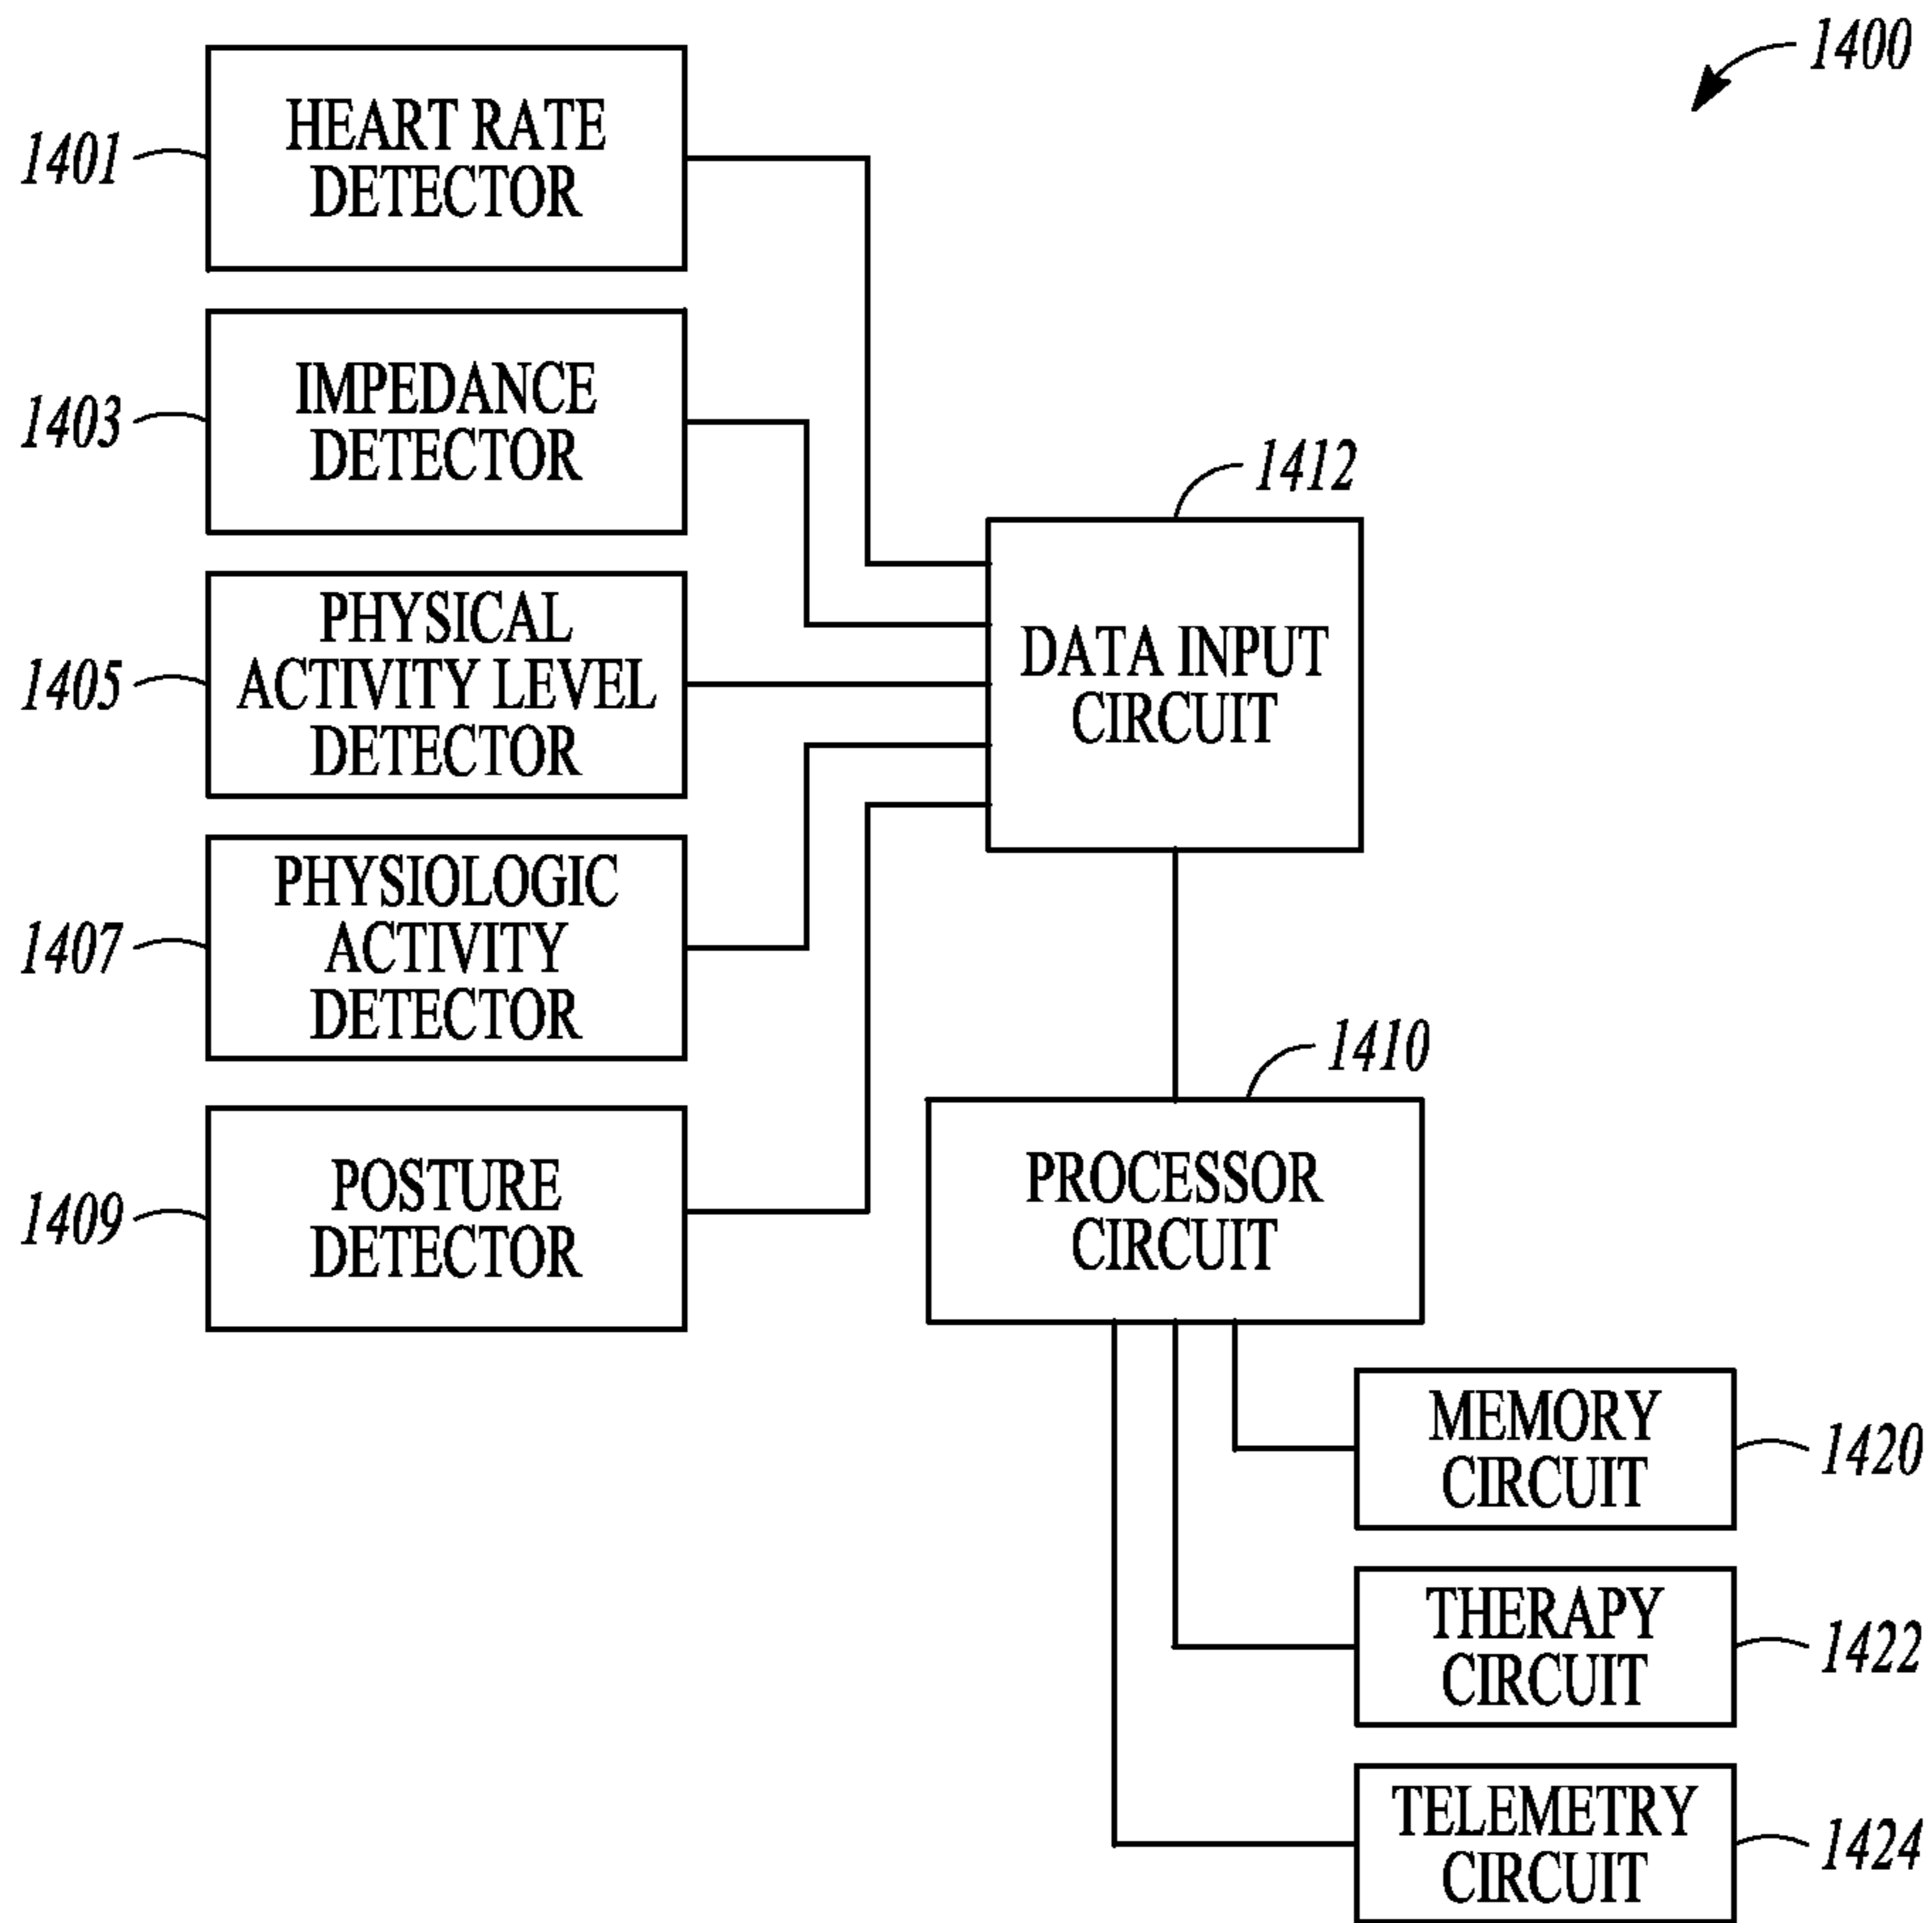 1400
1401
HEART RATE
DETECTOR
1403
IMPEDANCE
DETECTOR
1405
PHYSICAL
ACTIVITY LEVEL
DETECTOR
1407
PHYSIOLOGIC
ACTIVITY
DETECTOR
1409
POSTURE
DETECTOR
1412
DATA INPUT
CIRCUIT
1410
PROCESSOR
CIRCUIT
MEMORY
CIRCUIT
1420
THERAPY
CIRCUIT
1422
TELEMETRY
CIRCUIT
1424